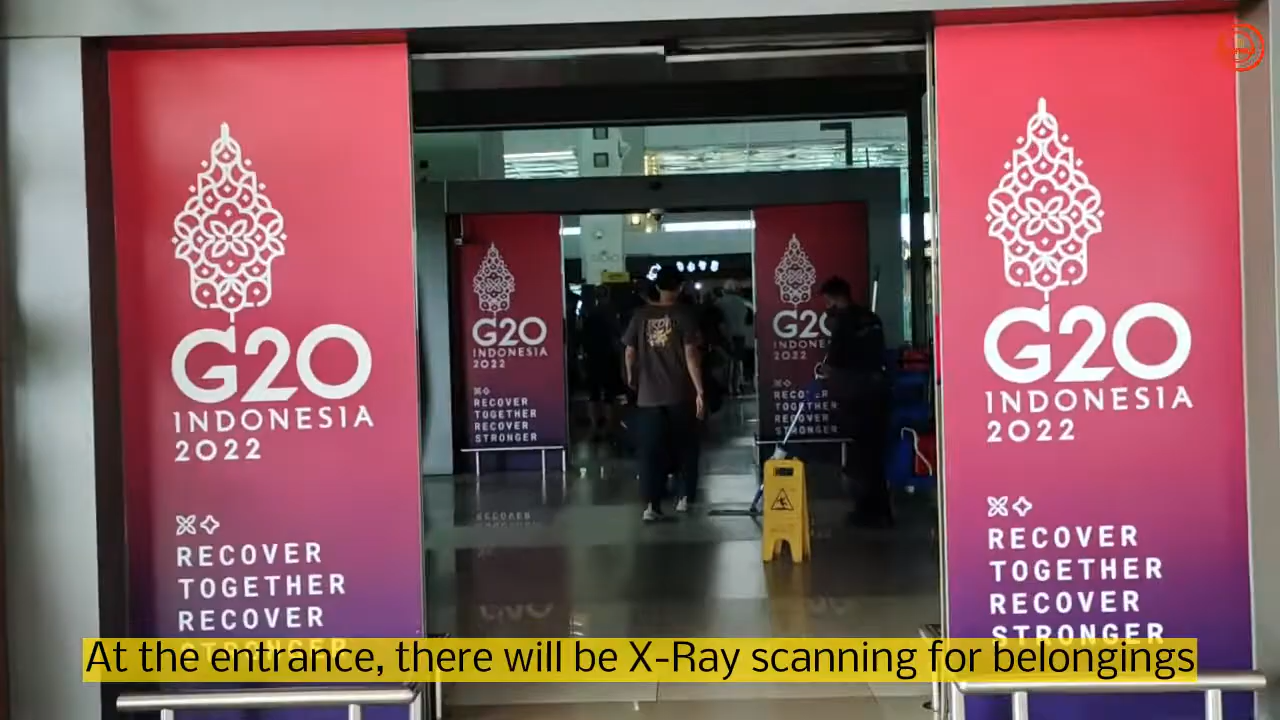 G20
INDONESIA
2022
RECOVER
TOGETHER
RECOVER
STRONGER
G20
INDONESIA
2022
RECOVER
TOGETHER
RECOVER
STRONGER
G20
INDONESIA
2022
RECOVER
TOGETHER
RECOVER
STRONGER
G20
INDONESIA
2022
RECOVER
TOGETHER
RECOVER
STRONGER
At the entrance, there will be X-Ray scanning for belongings